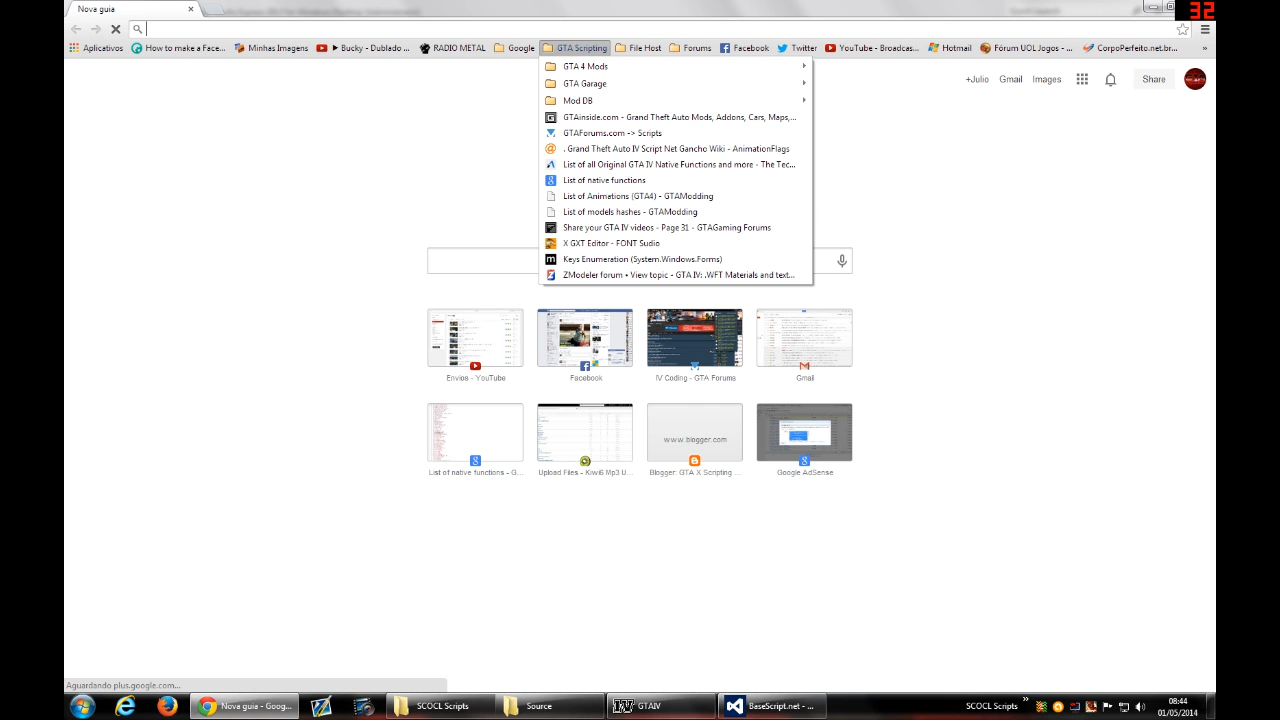 Nova guia
32
Aplicativos
How to make a Face...
Minhas Imagens
Bucky - Dublado ...
RADIO METAL
Google
GTA Scripting
File Host
Forums
Facebook
Twitter
YouTube - Broadcas...
Hotmail
Fórum UOL Jogos - ...
CorpoPerfeito.net.br...
»
GTA 4 Mods
GTA Garage
Mod DB
GTAinside.com - Grand Theft Auto Mods, Addons, Cars, Maps,...
GTAForums.com -> Scripts
. Grand Theft Auto IV Script Net Gancho Wiki - AnimationFlags
List of all Original GTA IV Native Functions and more - The Tec...
List of native functions
List of Animations (GTA4) - GTAModding
List of models hashes - GTAModding
Share your GTA IV videos - Page 31 - GTAGaming Forums
X GXT Editor - FONT Sudio
Keys Enumeration (System.Windows.Forms)
ZModeler forum • View topic - GTA IV: .WFT Materials and text...
+Julio
Gmail
Images
Share
Envios - YouTube
Facebook
IV Coding - GTA Forums
Gmail
www.blogger.com
List of native functions - G...
Upload Files - Kiwi6 Mp3 U...
Blogger: GTA X Scripting ...
Google AdSense
Aguardando plus.google.com...
Nova guia - Goog...
SCOCL Scripts
Source
GTAIV
BaseScript.net - ...
SCOCL Scripts
»
08:44
01/05/2014